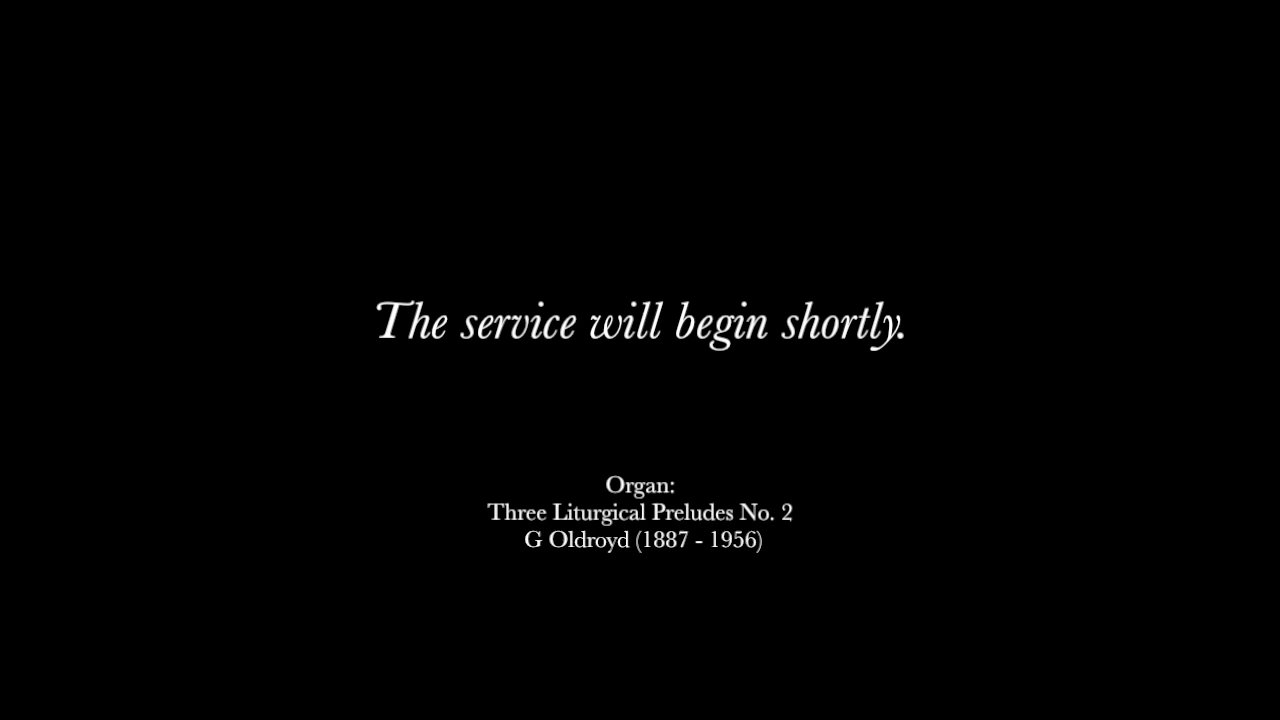 The service will begin shortly.
Organ:
Three Liturgical Preludes No. 2
G Oldroyd (1887 - 1956)